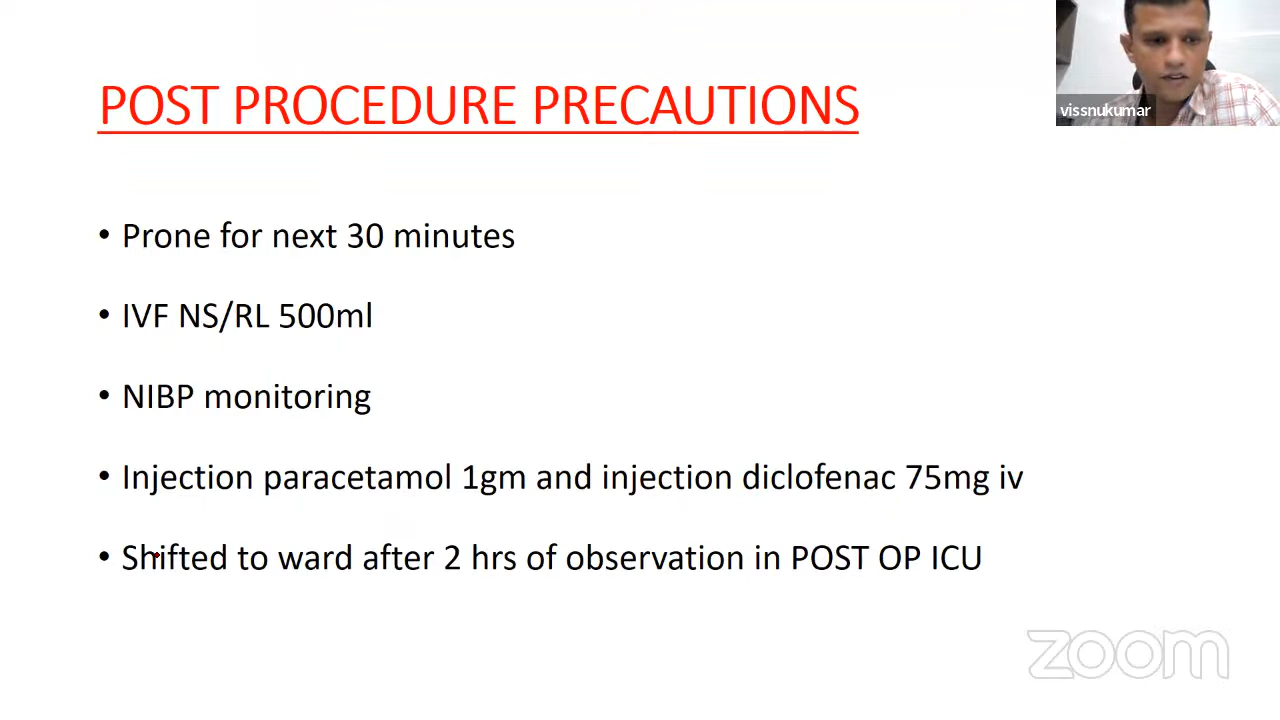 POST PROCEDURE PRECAUTIONS
vissnukumar
• Prone for next 30 minutes
• IVF NS/RL 500ml
• NIBP monitoring
• Injection paracetamol 1gm and injection diclofenac 75mg iv
• Shifted to ward after 2 hrs of observation in POST OP ICU
zoom